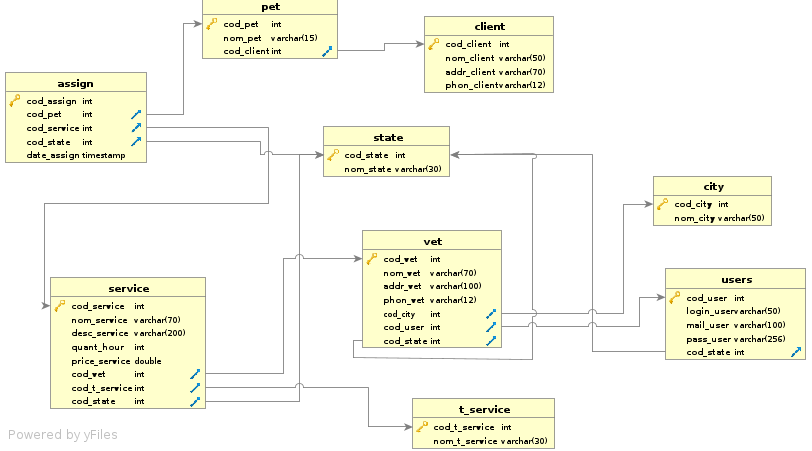 pet
cod_pet int
nom_pet varchar(15)
cod_client int
client
cod_client int
nom_client varchar(50)
addr_client varchar(70)
phon_client varchar(12)
assign
cod_assign int
cod_pet int
cod_service int
cod_state int
date_assign timestamp
state
cod_state int
nom_state varchar(30)
city
cod_city int
nom_city varchar(50)
vet
cod_vet int
nom_vet varchar(70)
addr_vet varchar(100)
phon_vet varchar(12)
cod_city int
cod_user int
cod_state int
users
cod_user int
login_user varchar(50)
mail_user varchar(100)
pass_user varchar(256)
cod_state int
service
cod_service int
nom_service varchar(70)
desc_service varchar(200)
quant_hour int
price_service double
cod_vet int
cod_t_service int
cod_state int
t_service
cod_t_service int
nom_t_service varchar(30)
Powered by yFiles